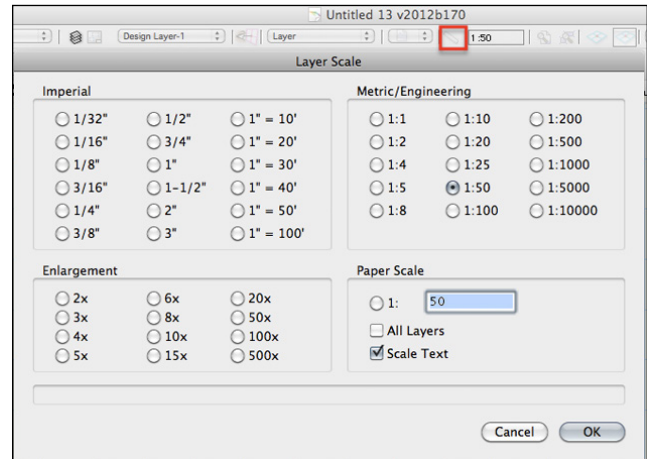 Untitled 13 v2012b170
Design Layer-1 Layer 1:50
Layer Scale
Imperial
1/32" 1/2" 1" = 10'
1/16" 3/4" 1" = 20'
1/8" 1" 1" = 30'
3/16" 1-1/2" 1" = 40'
1/4" 2" 1" = 50'
3/8" 3" 1" = 100'
Metric/Engineering
1:1 1:10 1:200
1:2 1:20 1:500
1:4 1:25 1:1000
1:5 1:50 1:5000
1:8 1:100 1:10000
Enlargement
2x 6x 20x
3x 8x 50x
4x 10x 100x
5x 15x 500x
Paper Scale
1: 50
All Layers
Scale Text
Cancel OK